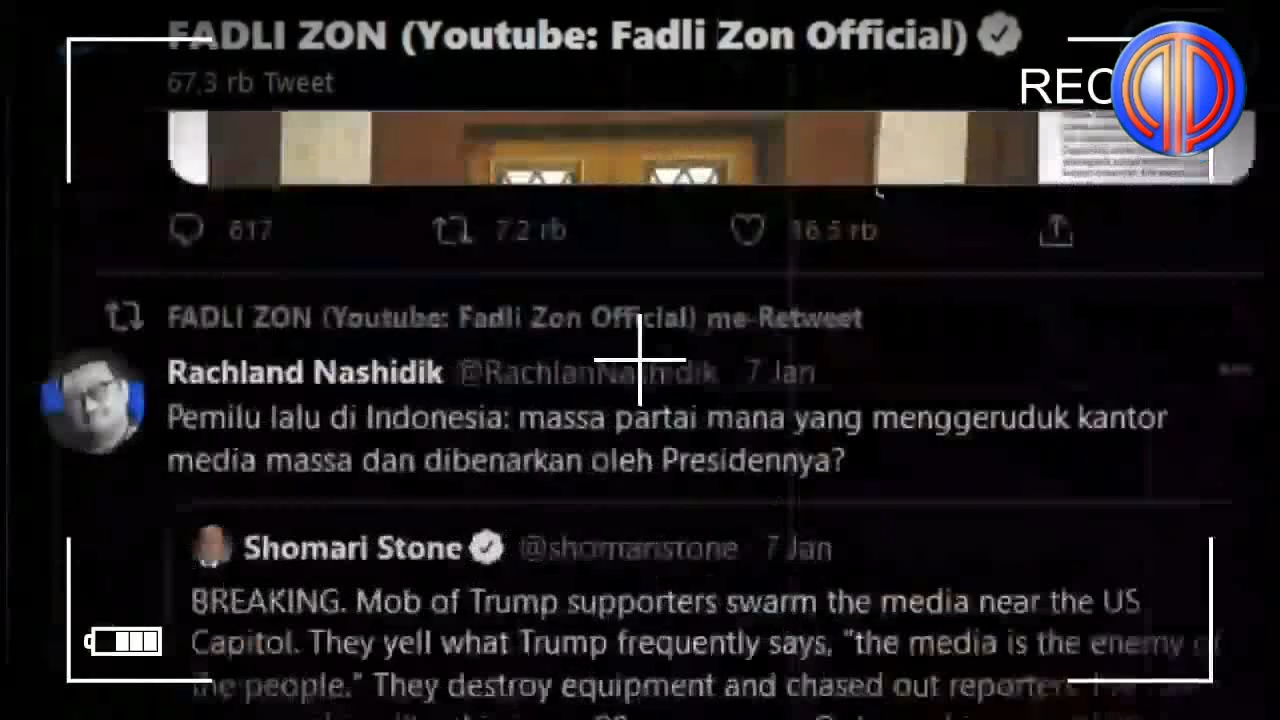 FADLI ZON (Youtube: Fadli Zon Official)
67,3 rb Tweet
REC
617 7.2 rb 16.5 rb
FADLI ZON (Youtube: Fadli Zon Official) me-Retweet
Rachland Nashidik @RachlanNashidik 7 Jan
Pemilu lalu di Indonesia: massa partai mana yang menggeruduk kantor
media massa dan dibenarkan oleh Presidennya?
Shomari Stone @shomaristone 7 Jan
BREAKING. Mob of Trump supporters swarm the media near the US
Capitol. They yell what Trump frequently says, "the media is the enemy of
the people." They destroy equipment and chased out reporters.